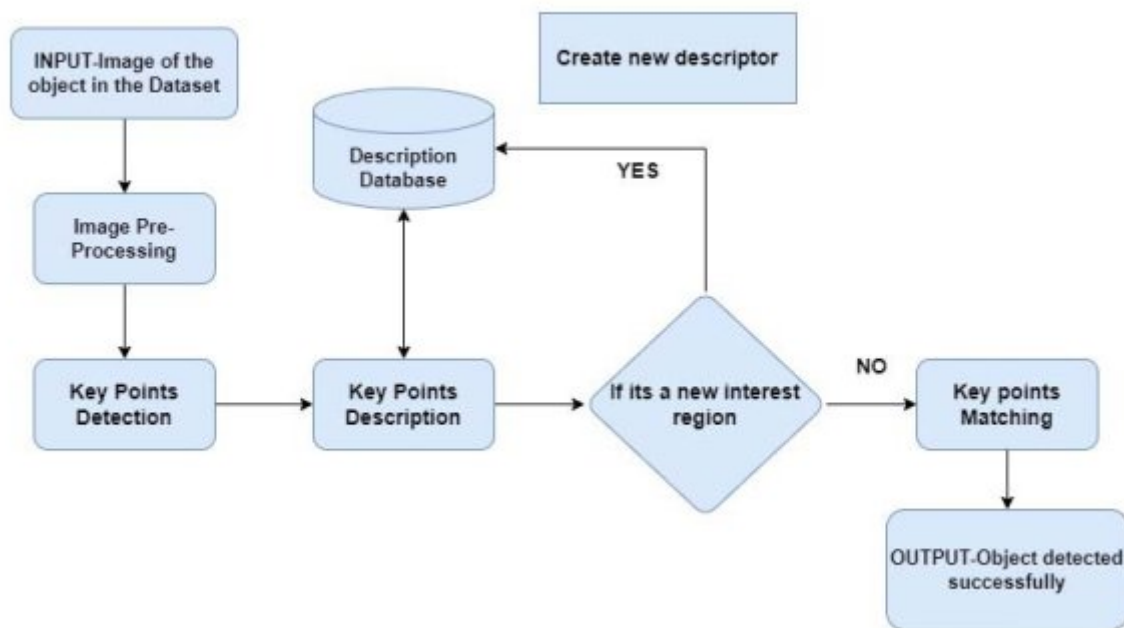 INPUT-Image of the
object in the Dataset
Create new descriptor
Description
Database
YES
Image Pre-
Processing
Key Points
Detection
Key Points
Description
If its a new interest
region
NO
Key points
Matching
OUTPUT-Object detected
successfully